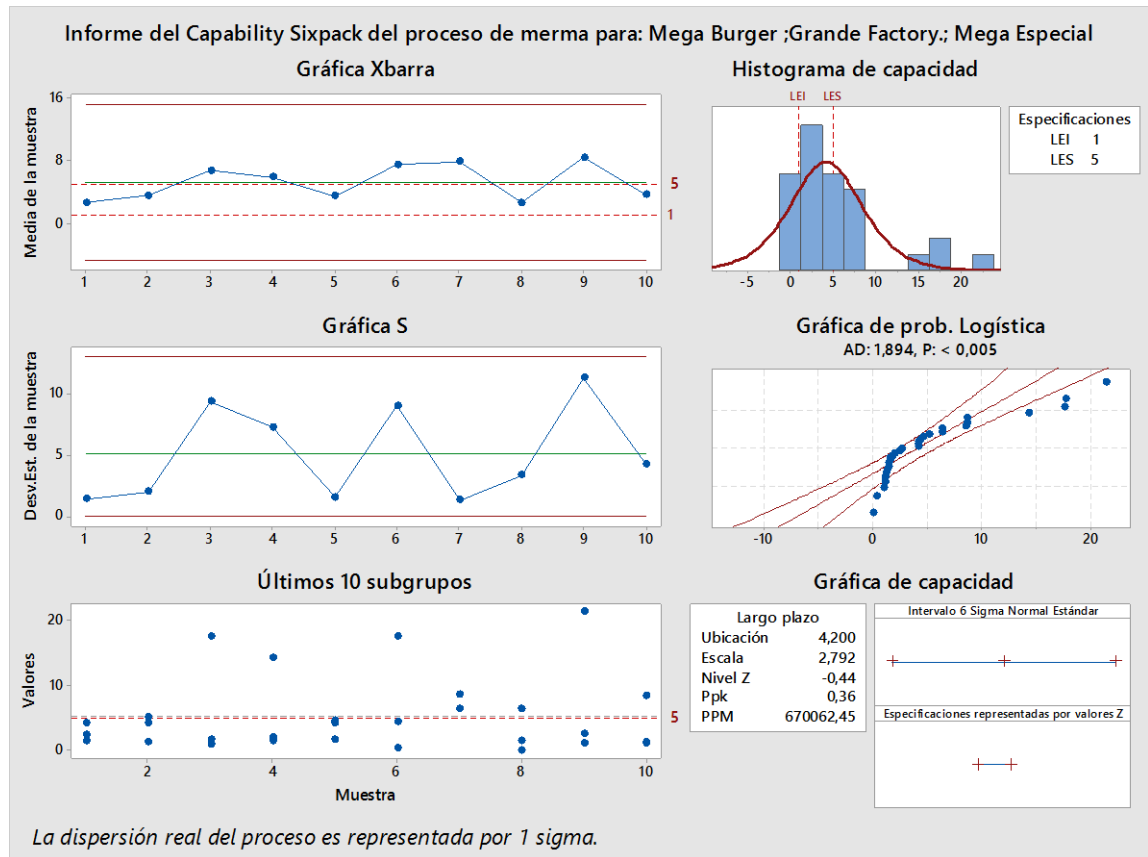 Informe del Capability Sixpack del proceso de merma para: Mega Burger ;Grande Factory.; Mega Especial
Gráfica Xbarra
Media de la muestra
16
8
0
5
1
1 2 3 4 5 6 7 8 9 10
Histograma de capacidad
LEI LES
Especificaciones
LEI 1
LES 5
-5 0 5 10 15 20
Gráfica S
Desv.Est. de la muestra
10
5
0
1 2 3 4 5 6 7 8 9 10
Gráfica de prob. Logística
AD: 1,894, P: < 0,005
-10 0 10 20
Últimos 10 subgrupos
Valores
20
10
0
5
2 4 6 8 10
Muestra
Gráfica de capacidad
Largo plazo
Ubicación 4,200
Escala 2,792
Nivel Z -0,44
Ppk 0,36
PPM 670062,45
Intervalo 6 Sigma Normal Estándar
Especificaciones representadas por valores Z
La dispersión real del proceso es representada por 1 sigma.